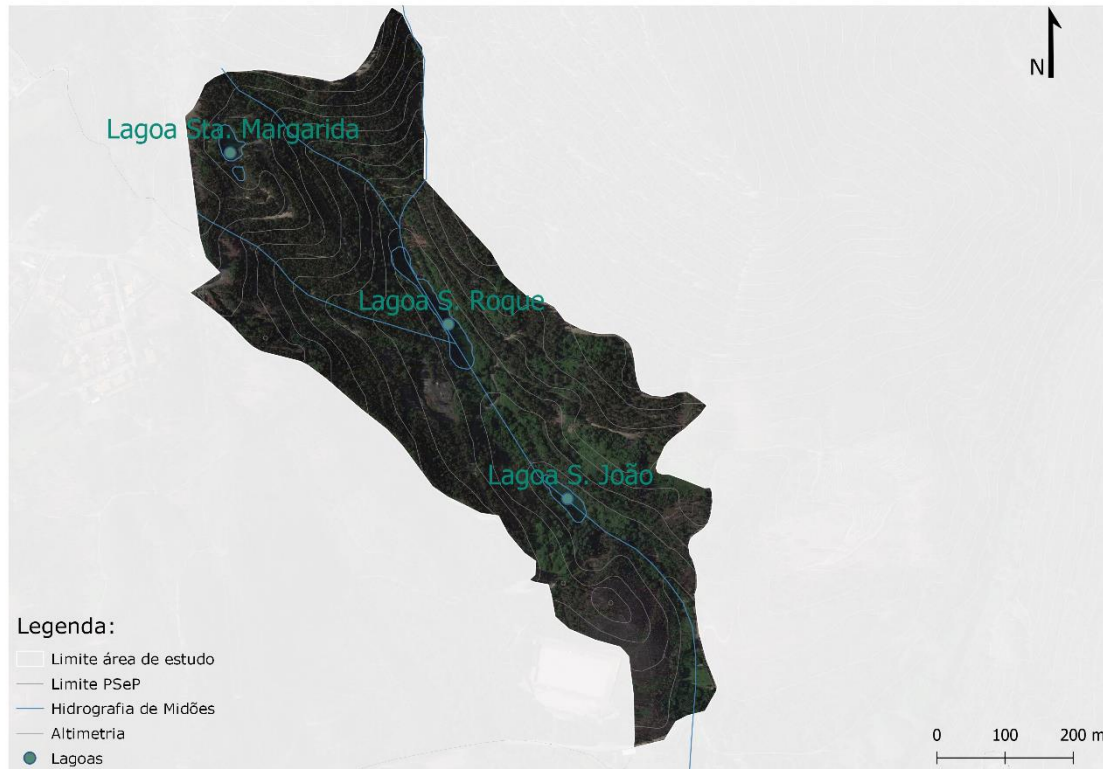 N
Lagoa Sta. Margarida
Lagoa S. Roque
Lagoa S. João
Legenda:
Limite área de estudo
Limite PSeP
Hidrografia de Midões
Altimetria
Lagoas
0 100 200 m